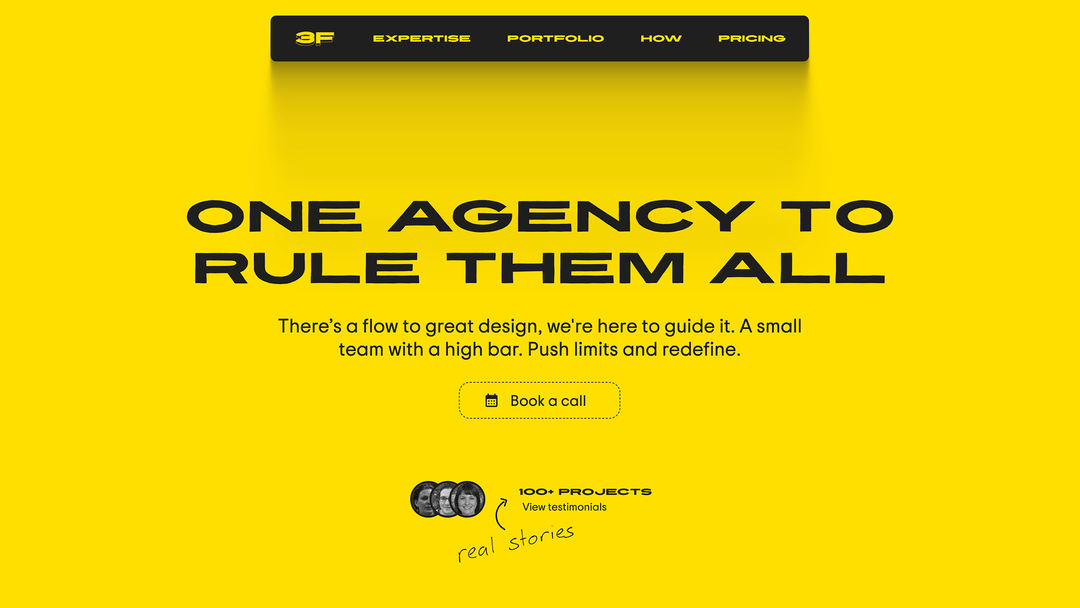 3F EXPERTISE PORTFOLIO HOW PRICING
ONE AGENCY TO
RULE THEM ALL
There’s a flow to great design, we're here to guide it. A small
team with a high bar. Push limits and redefine.
Book a call
100+ PROJECTS
View testimonials
real stories